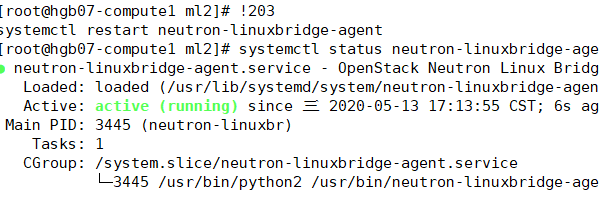 [root@hgb07-compute1 ml2]# !203
systemctl restart neutron-linuxbridge-agent
[root@hgb07-compute1 ml2]# systemctl status neutron-linuxbridge-age
● neutron-linuxbridge-agent.service - OpenStack Neutron Linux Bridg
Loaded: loaded (/usr/lib/systemd/system/neutron-linuxbridge-agen
Active: active (running) since 三 2020-05-13 17:13:55 CST; 6s ag
Main PID: 3445 (neutron-linuxbr)
Tasks: 1
CGroup: /system.slice/neutron-linuxbridge-agent.service
└─3445 /usr/bin/python2 /usr/bin/neutron-linuxbridge-age